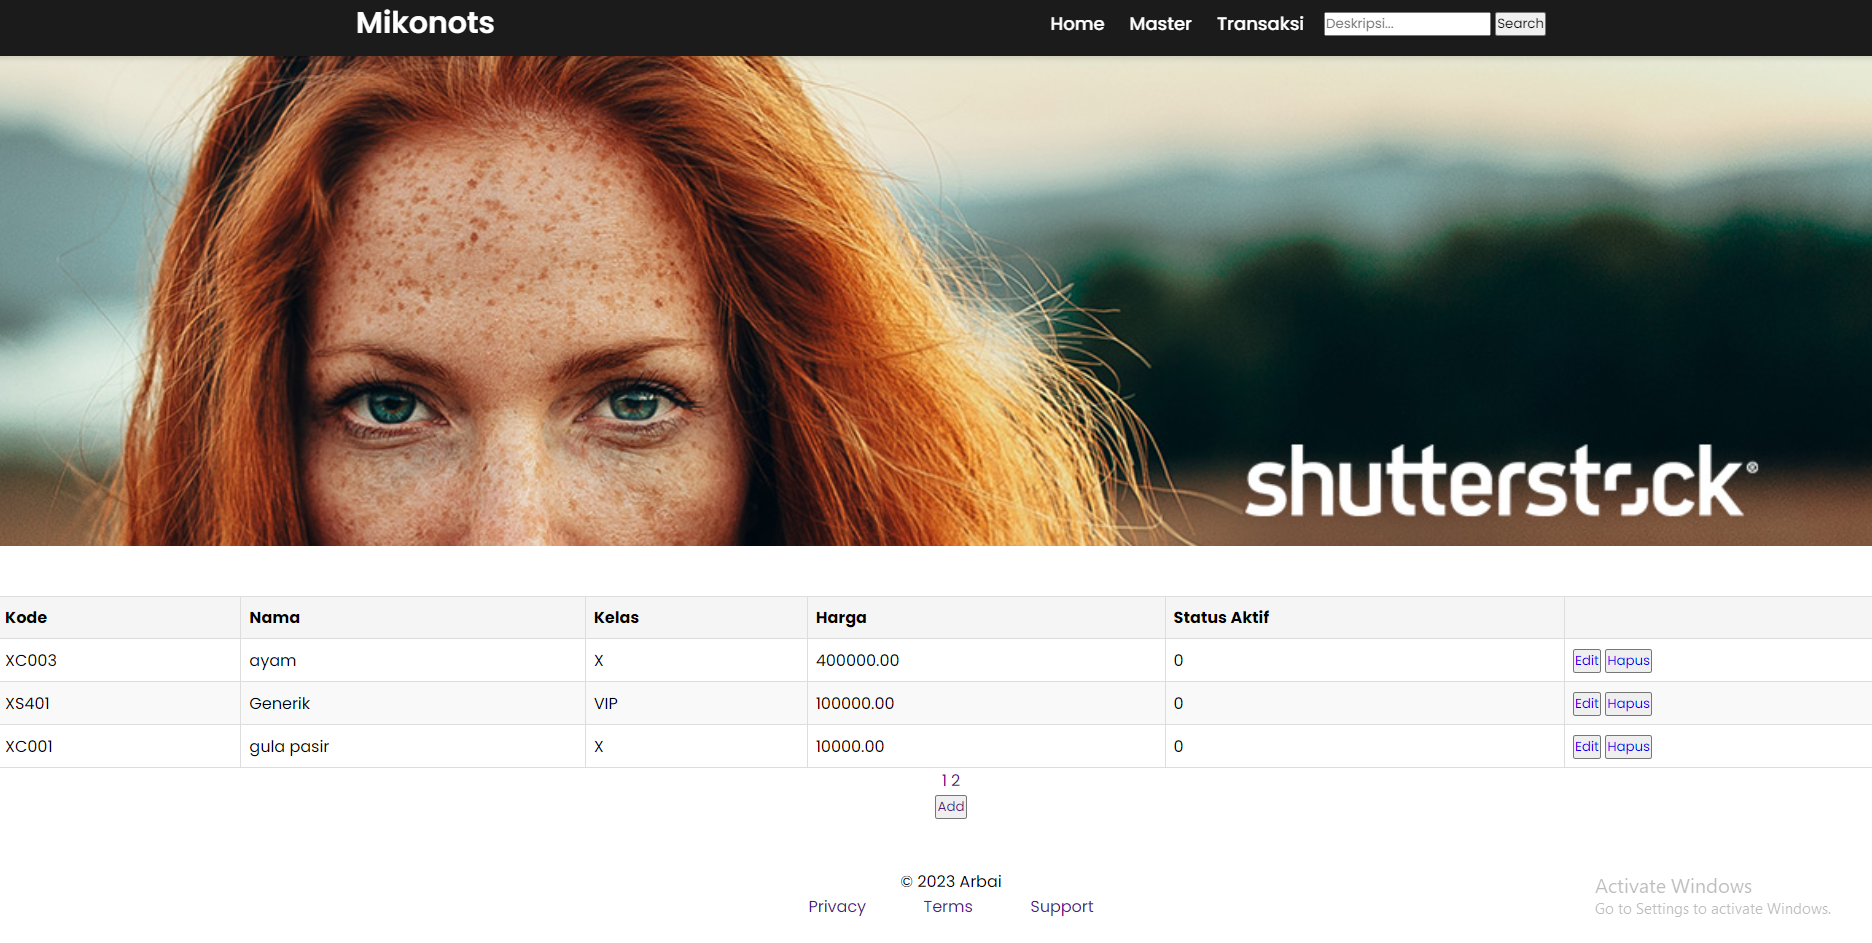 Mikonots
Home Master Transaksi Deskripsi... Search
shutterstock®
Kode Nama Kelas Harga Status Aktif
XC003 ayam X 400000.00 0 Edit Hapus
XS401 Generik VIP 100000.00 0 Edit Hapus
XC001 gula pasir X 10000.00 0 Edit Hapus
1 2
Add
© 2023 Arbai
Privacy Terms Support
Activate Windows
Go to Settings to activate Windows.